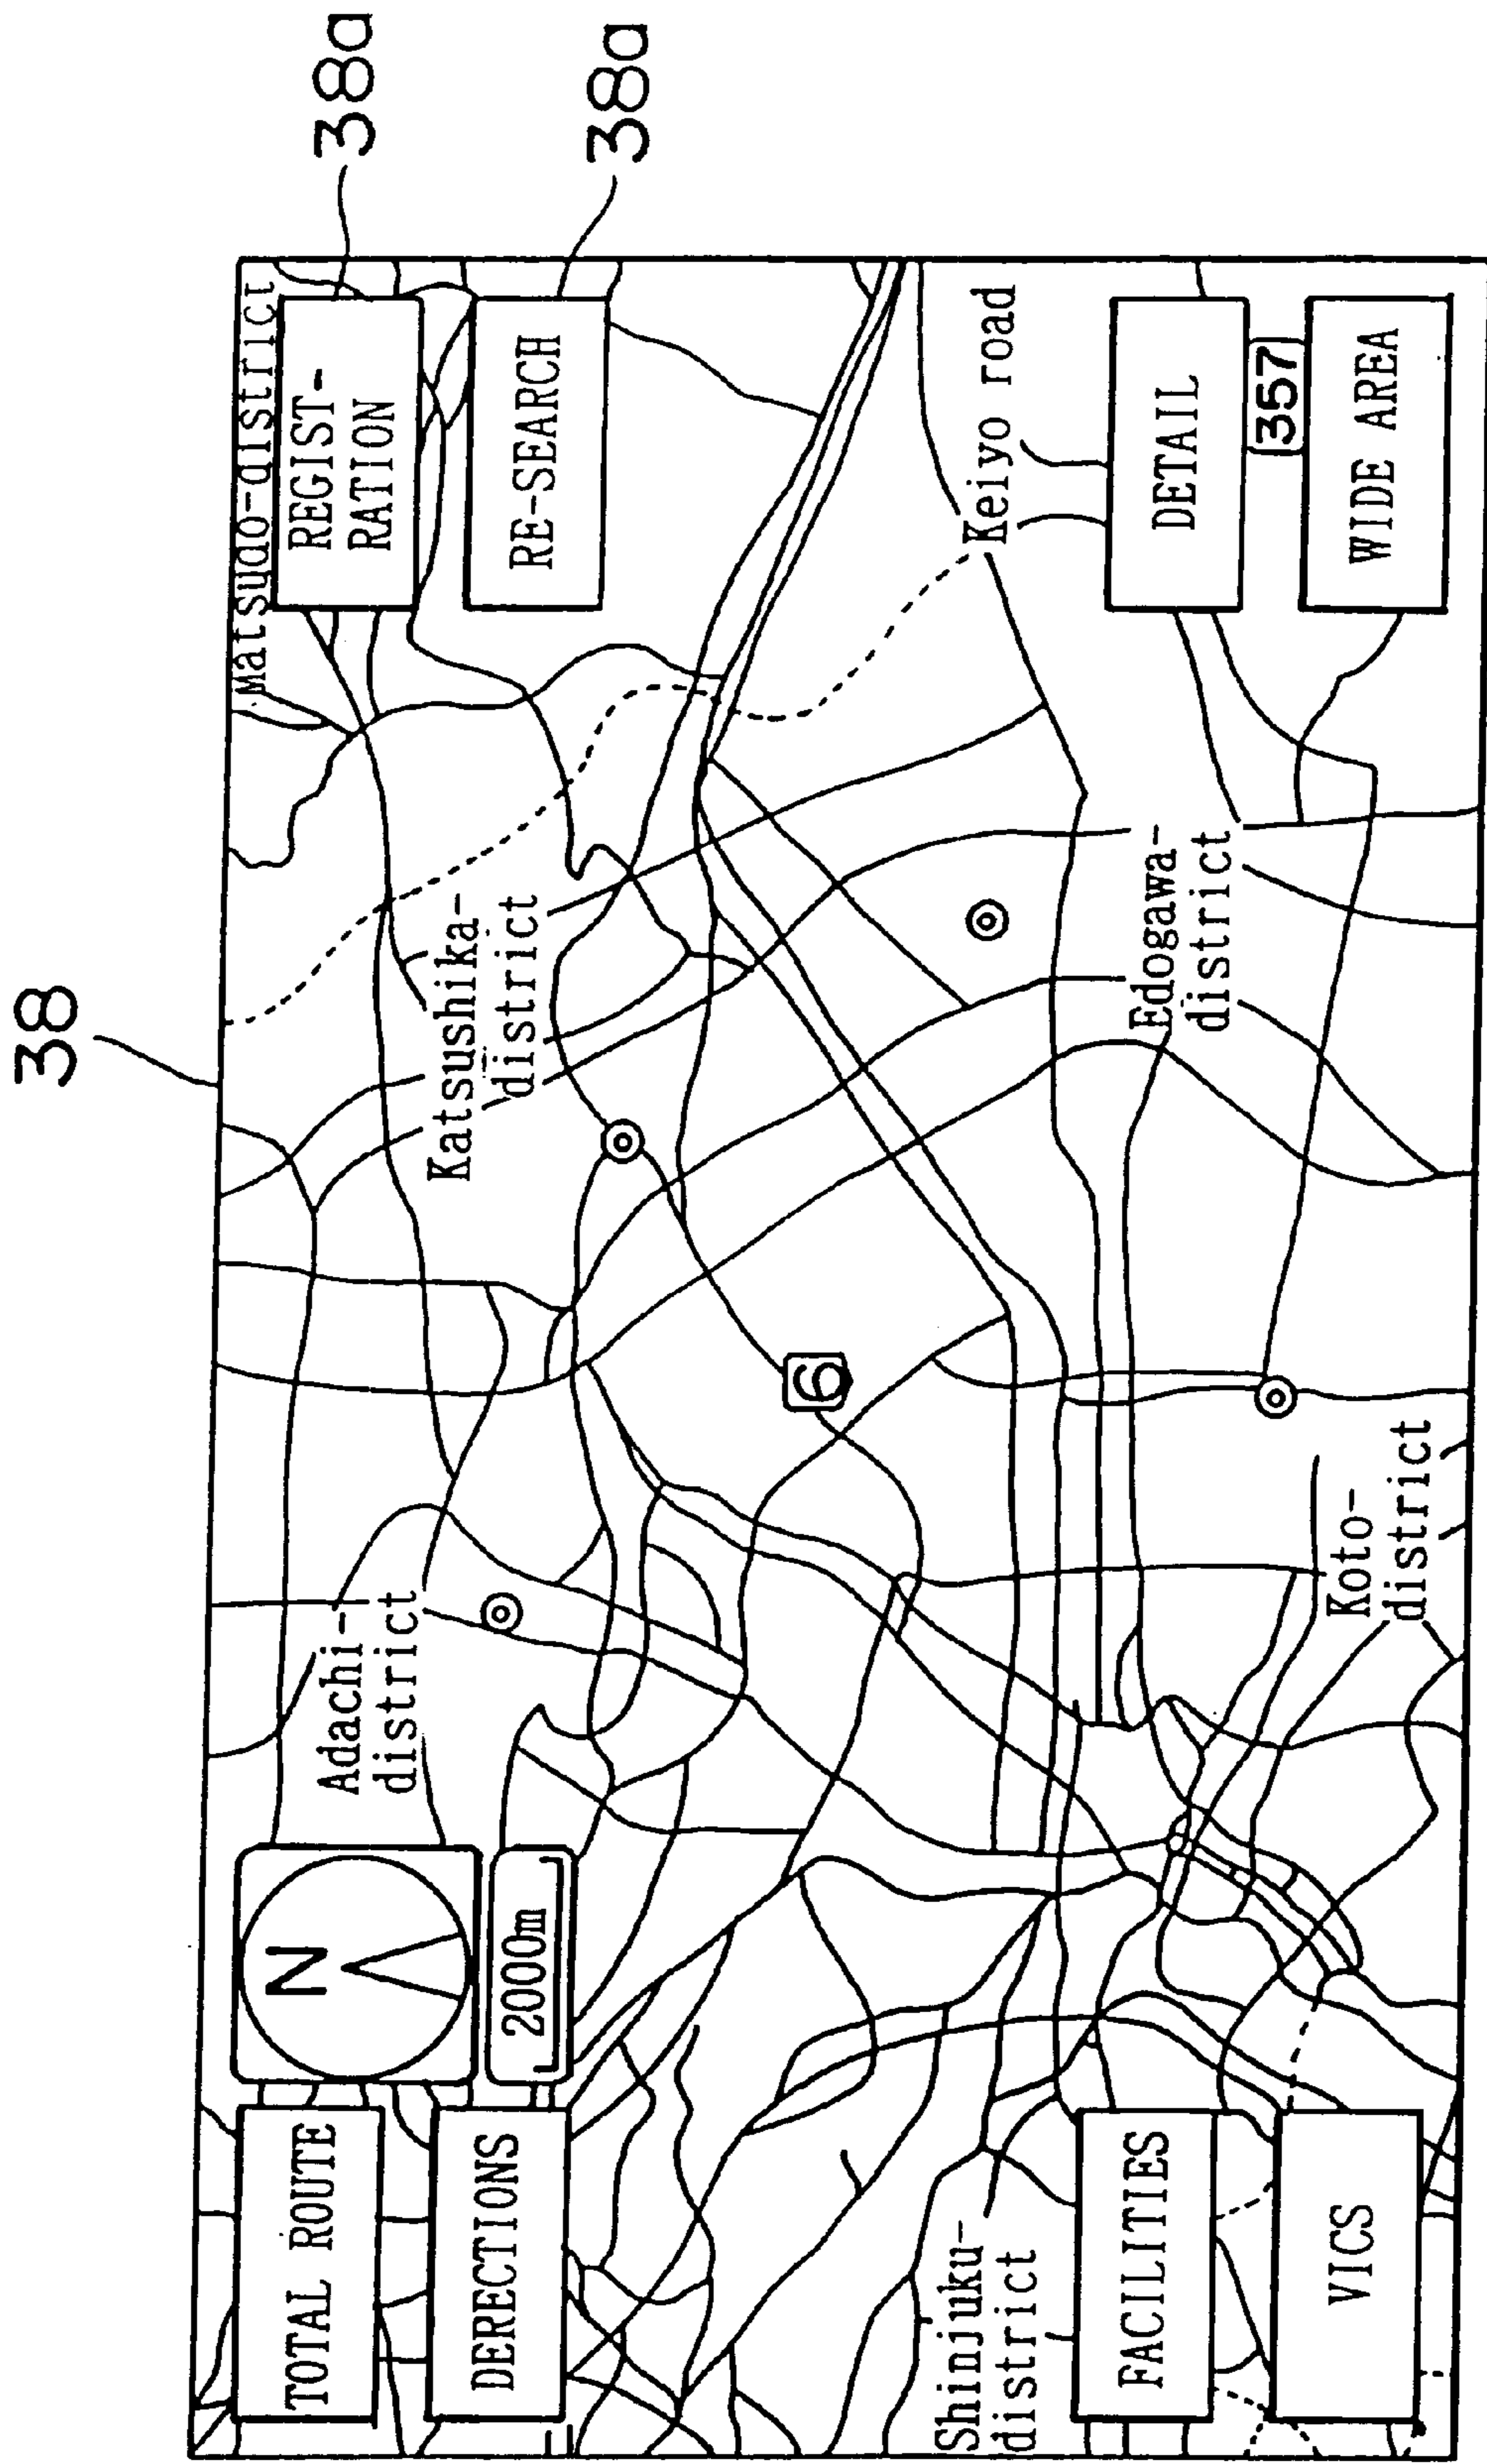 38
TOTAL ROUTE
N
Adachi-
district
Katsushika-
district
Matsudo-district
REGIST-
RATION
38a
DERECTIONS
2000m
RE-SEARCH
38a
6
Keiyo road
Shinjuku-
district
FACILITIES
Edogawa-
district
DETAIL
357
VICS
Koto-
district
WIDE AREA